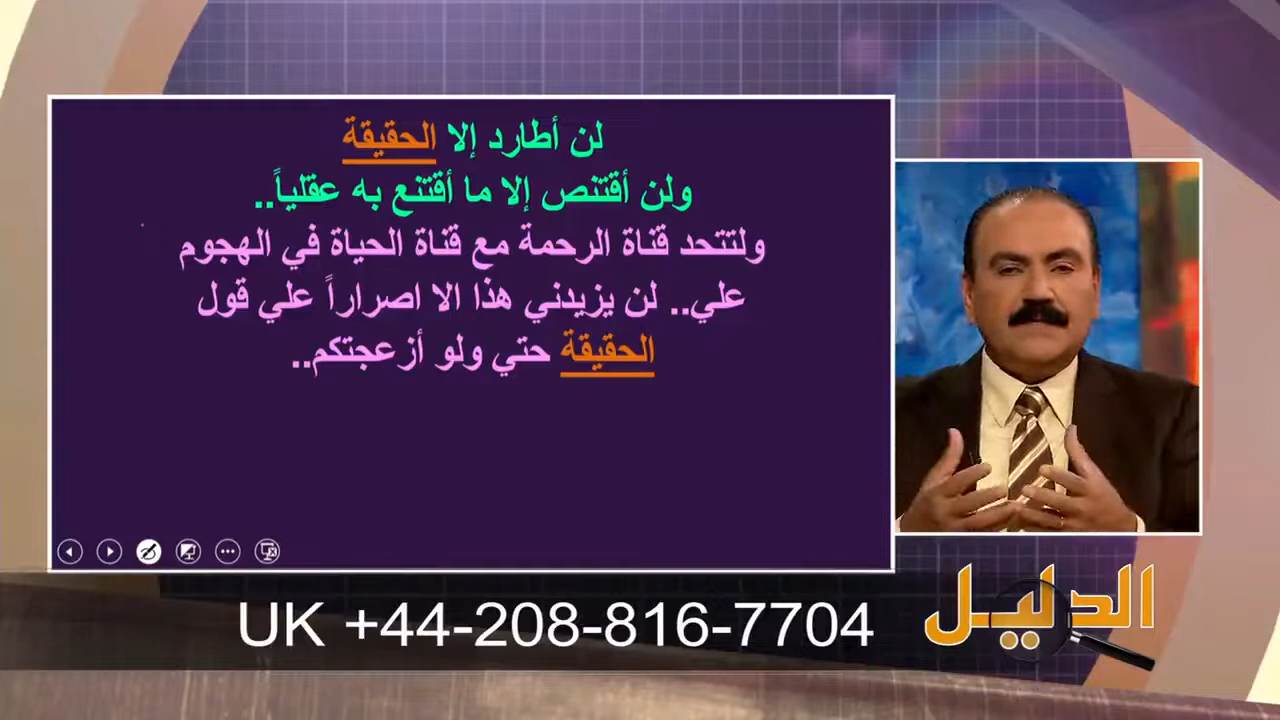 لن أطارد إلا الحقيقة
ولن أقتنص إلا ما أقتنع به عقلياً..
ولتتحد قناة الرحمة مع قناة الحياة في الهجوم
علي.. لن يزيدني هذا الا اصراراً علي قول
الحقيقة حتي ولو أزعجتكم..
الدليل
UK +44-208-816-7704